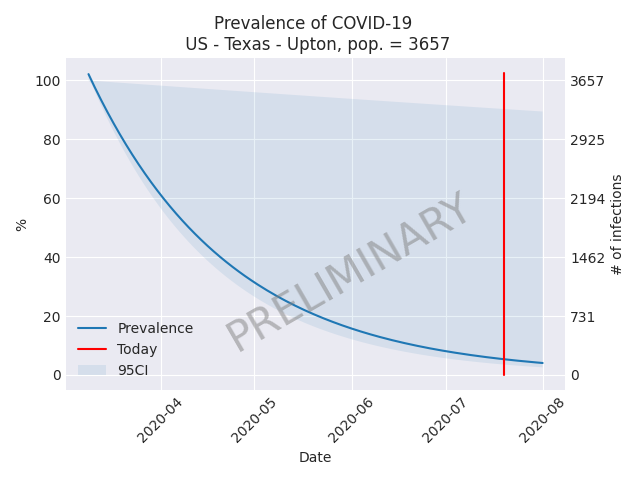 Prevalence of COVID-19
US - Texas - Upton, pop. = 3657
100
80
60
40
20
0
%
3657
2925
2194
1462
731
0
# of infections
PRELIMINARY
Prevalence
Today
95CI
2020-04
2020-05
2020-06
2020-07
2020-08
Date